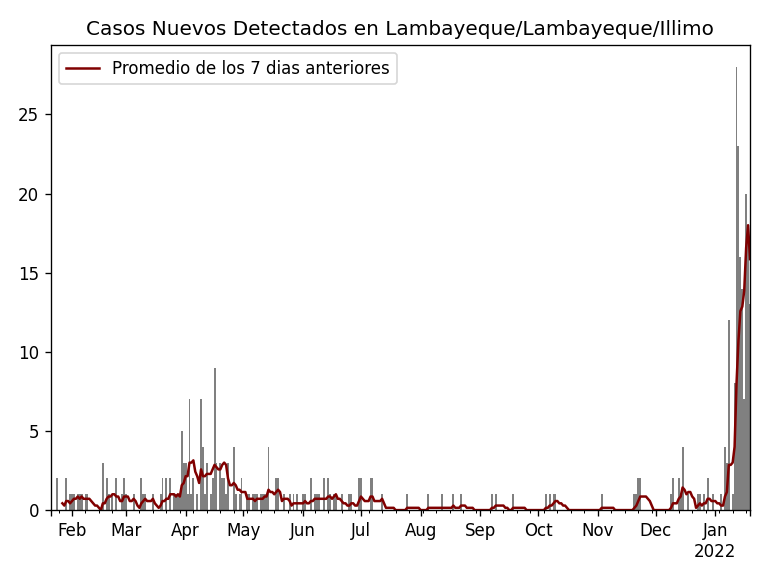 Casos Nuevos Detectados en Lambayeque/Lambayeque/Illimo
Promedio de los 7 dias anteriores
25
20
15
10
5
0
Feb Mar Apr May Jun Jul Aug Sep Oct Nov Dec Jan
2022